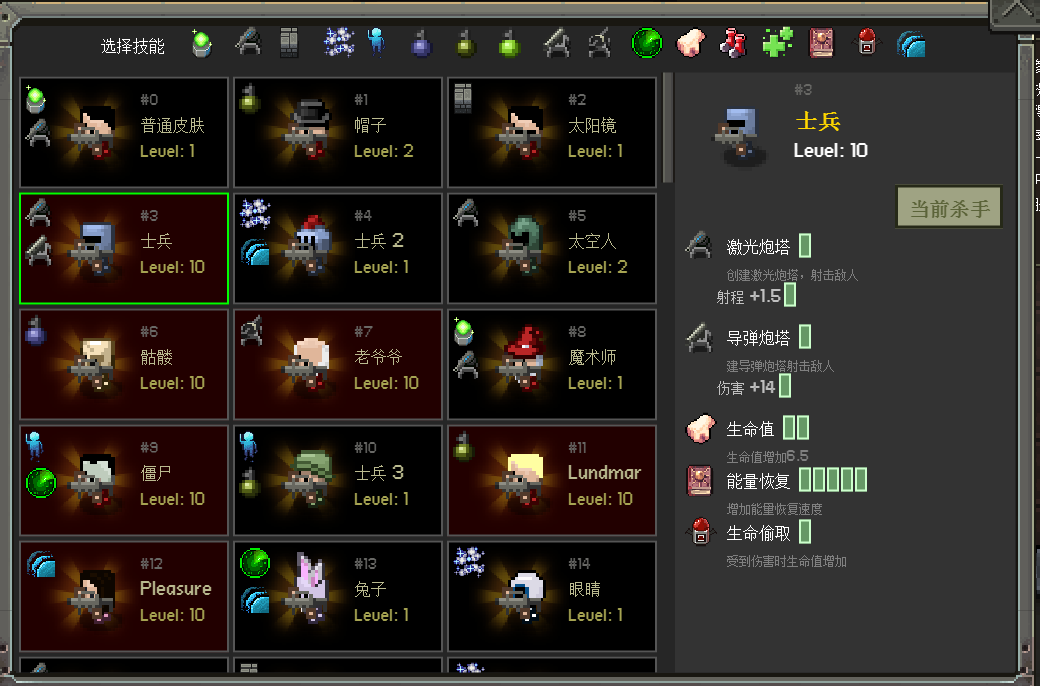 选择技能
#0
普通皮肤
Level: 1
#1
帽子
Level: 2
#2
太阳镜
Level: 1
#3
士兵
Level: 10
#4
士兵 2
Level: 1
#5
太空人
Level: 2
#6
骷髅
Level: 10
#7
老爷爷
Level: 10
#8
魔术师
Level: 1
#9
僵尸
Level: 10
#10
士兵 3
Level: 1
#11
Lundmar
Level: 10
#12
Pleasure
Level: 10
#13
兔子
Level: 1
#14
眼睛
Level: 1
#3
士兵
Level: 10
当前杀手
激光炮塔
创建激光炮塔，射击敌人
射程 +1.5
导弹炮塔
建导弹炮塔射击敌人
伤害 +14
生命值
生命值增加6.5
能量恢复
增加能量恢复速度
生命偷取
受到伤害时生命值增加